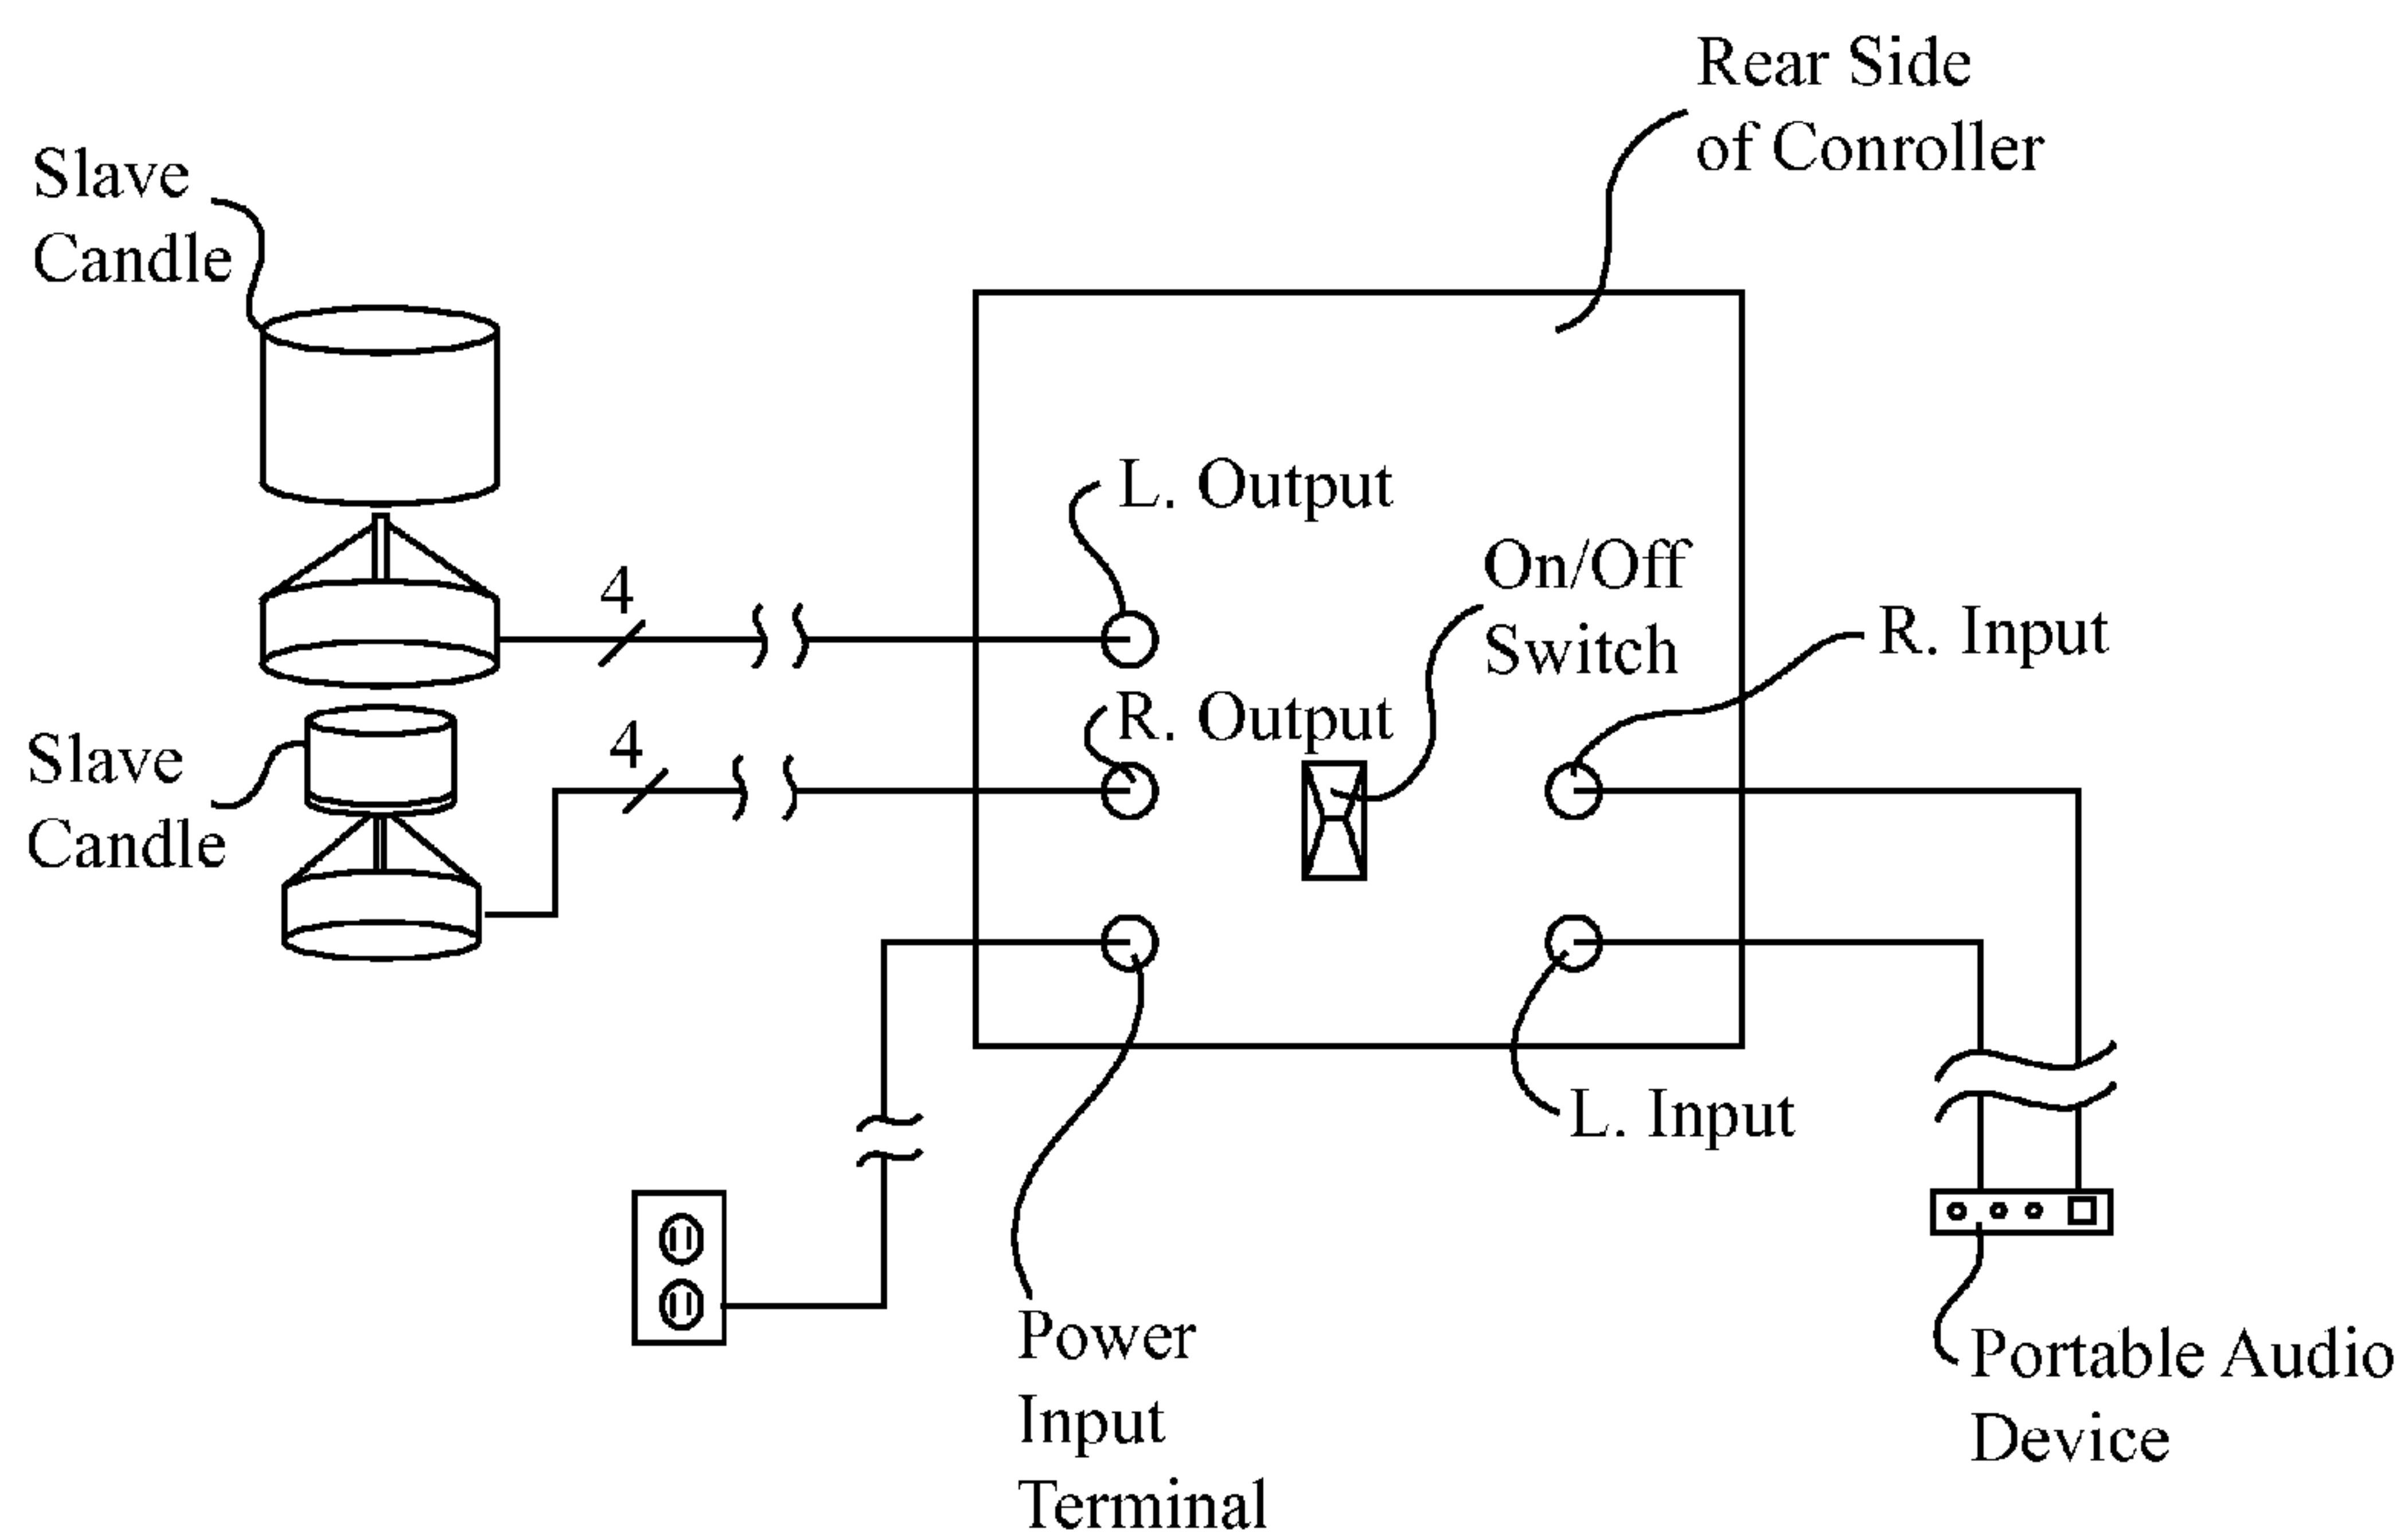 Rear Side
of Conroller
Slave
Candle
L. Output
On/Off
Switch
4
R. Input
R. Output
4
Slave
Candle
L. Input
Power
Input
Terminal
Portable Audio
Device